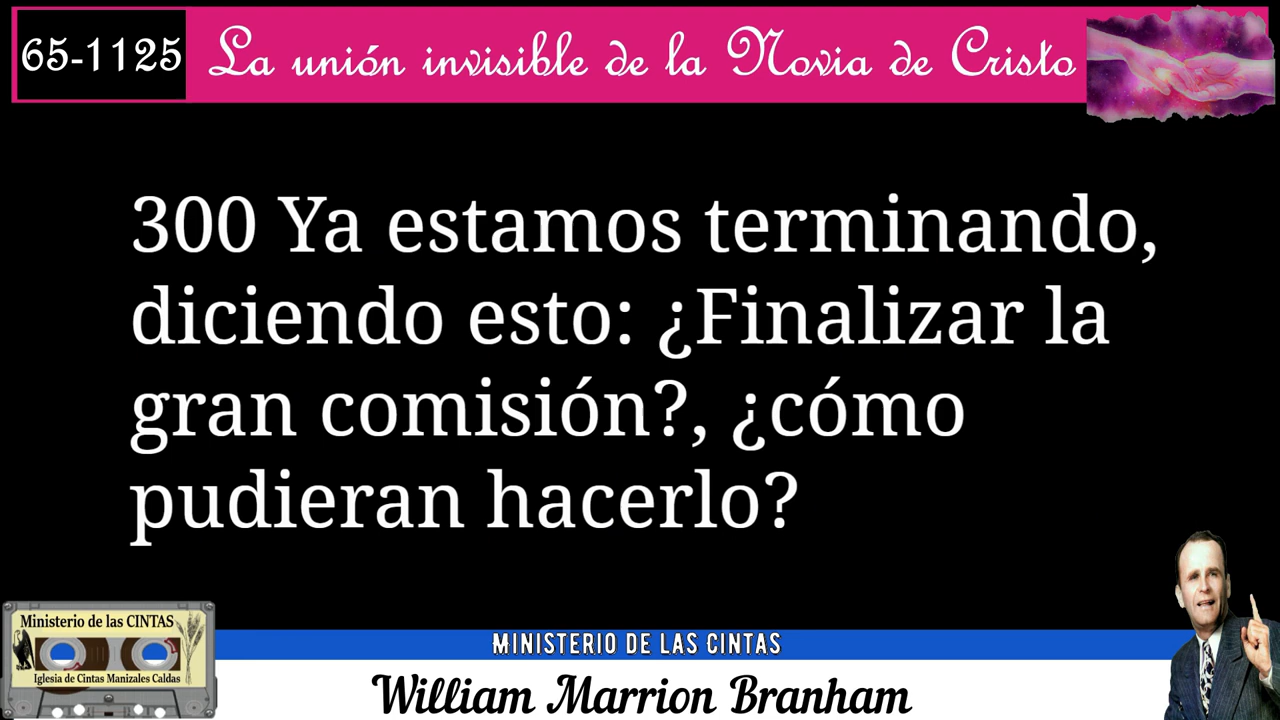 65-1125 La unión invisible de la Novia de Cristo
300 Ya estamos terminando,
diciendo esto: ¿Finalizar la
gran comisión?, ¿cómo
pudieran hacerlo?
Ministerio de las CINTAS
Iglesia de Cintas Manizales Caldas
MINISTERIO DE LAS CINTAS
William Marrion Branham